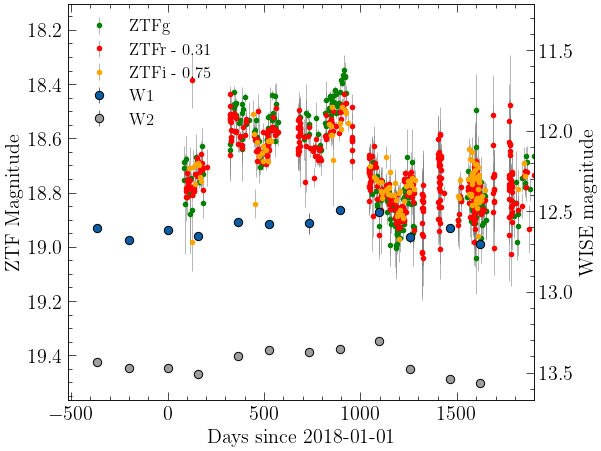 ZTFg
ZTFr - 0.31
ZTFi - 0.75
W1
W2
18.2
18.4
18.6
18.8
19.0
19.2
19.4
ZTF Magnitude
11.5
12.0
12.5
13.0
13.5
WISE magnitude
−500 0 500 1000 1500
Days since 2018-01-01